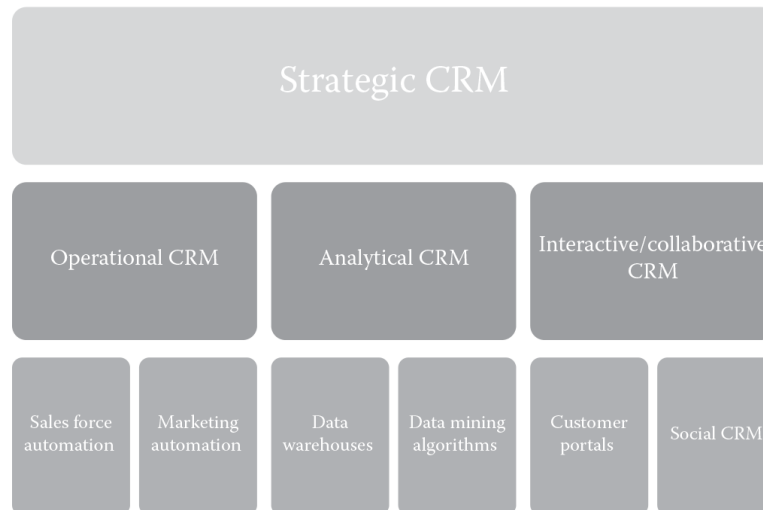 Strategic CRM
Operational CRM
Analytical CRM
Interactive/collaborative
CRM
Sales force
automation
Marketing
automation
Data
warehouses
Data mining
algorithms
Customer
portals
Social CRM